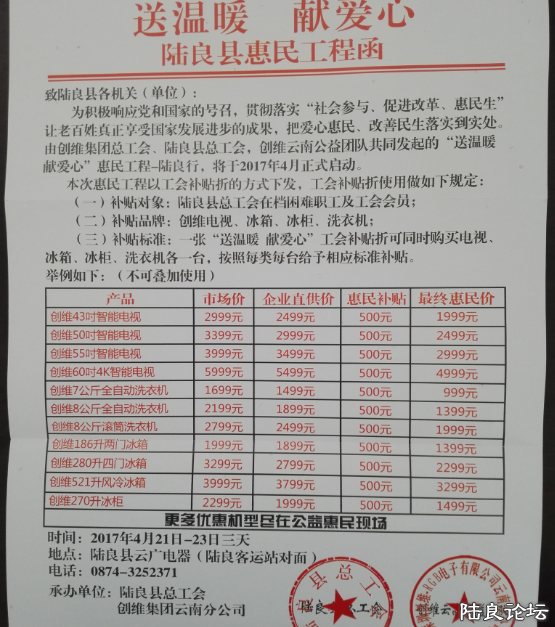 送温暖 献爱心
陆良县惠民工程函
致陆良县各机关（单位）:
为积极响应党和国家的号召，贯彻落实“社会参与、促进改革、惠民生”
让老百姓真正享受国家发展进步的成果，把爱心惠民、改善民生落实到实处。
由创维集团总工会、陆良县总工会，创维云南公益团队共同发起的“送温暖
献爱心”惠民工程-陆良行，将于2017年4月正式启动。
本次惠民工程以工会补贴折的方式下发，工会补贴折使用做如下规定：
（一）补贴对象：陆良县总工会在档困难职工及工会会员；
（二）补贴品牌：创维电视、冰箱、冰柜、洗衣机；
（三）补贴标准：一张“送温暖 献爱心”工会补贴折可同时购买电视、
冰箱、冰柜、洗衣机各一台，按照每类每台给予相应标准补贴。
举例如下：（不可叠加使用）
产品 市场价 企业直供价 惠民补贴 最终惠民价
创维43吋智能电视 2999元 2499元 500元 1999元
创维50吋智能电视 3399元 2999元 500元 2499元
创维55吋智能电视 3999元 3499元 500元 2999元
创维60吋4K智能电视 5999元 5499元 500元 4999元
创维7公斤全自动洗衣机 1699元 1499元 500元 999元
创维8公斤全自动洗衣机 2199元 1899元 500元 1399元
创维8公斤滚筒洗衣机 2799元 2499元 500元 1999元
创维186升两门冰箱 1999元 1899元 500元 1399元
创维280升四门冰箱 3299元 2799元 500元 2299元
创维521升风冷冰箱 3999元 3799元 500元 3299元
创维270升冰柜 2299元 1999元 500元 1499元
更多优惠机型尽在公益惠民现场
时间：2017年4月21日-23日三天
地点：陆良县云广电器（陆良客运站对面）
电话：0874-3252371
承办单位：陆良县总工会
创维集团云南分公司
陆良论坛